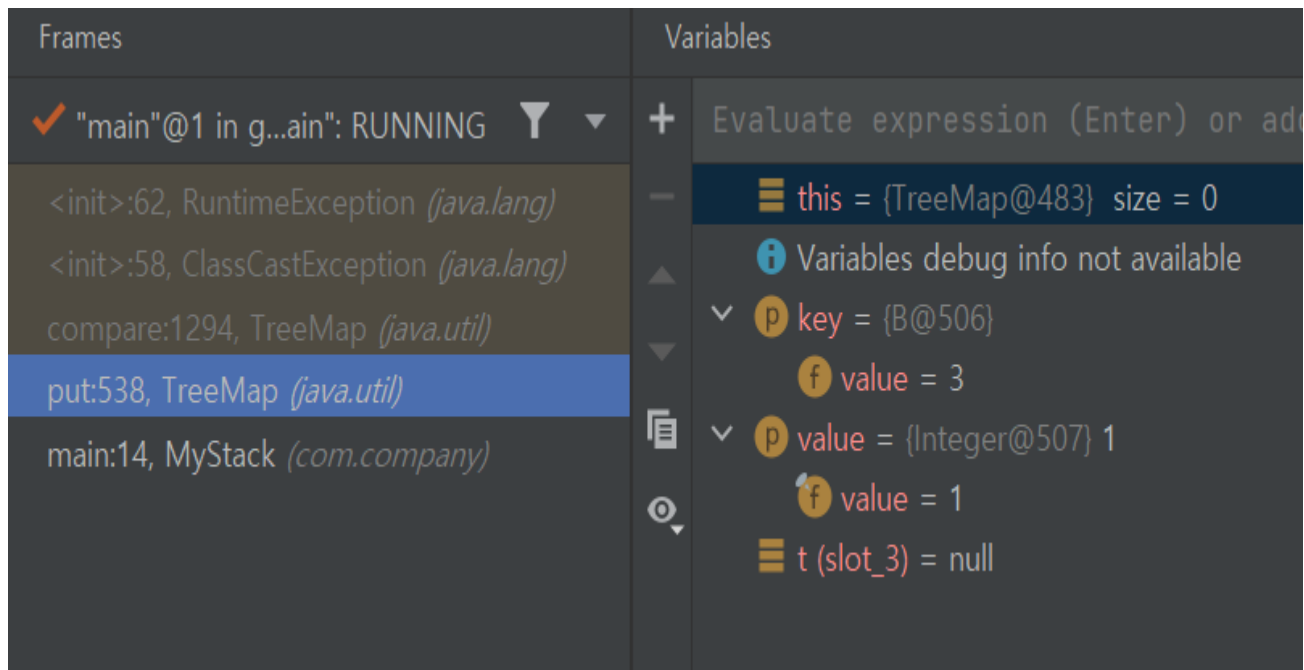 Frames
"main"@1 in g...ain": RUNNING
<init>:62, RuntimeException (java.lang)
<init>:58, ClassCastException (java.lang)
compare:1294, TreeMap (java.util)
put:538, TreeMap (java.util)
main:14, MyStack (com.company)
Variables
Evaluate expression (Enter) or add
this = {TreeMap@483} size = 0
Variables debug info not available
p key = {B@506}
f value = 3
p value = {Integer@507} 1
f value = 1
t (slot_3) = null